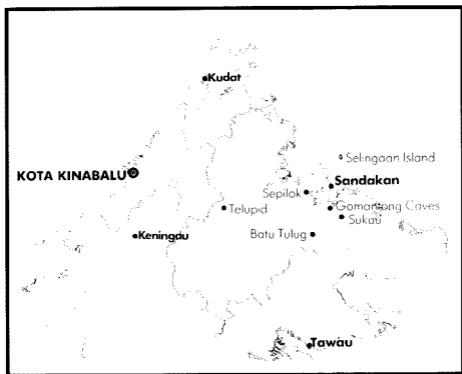 Kudat
Selingaan Island
KOTA KINABALU
Sandakan
Sepilok
Telupid
Gomantong Caves
Sukau
Keningau
Batu Tulug
Tawau